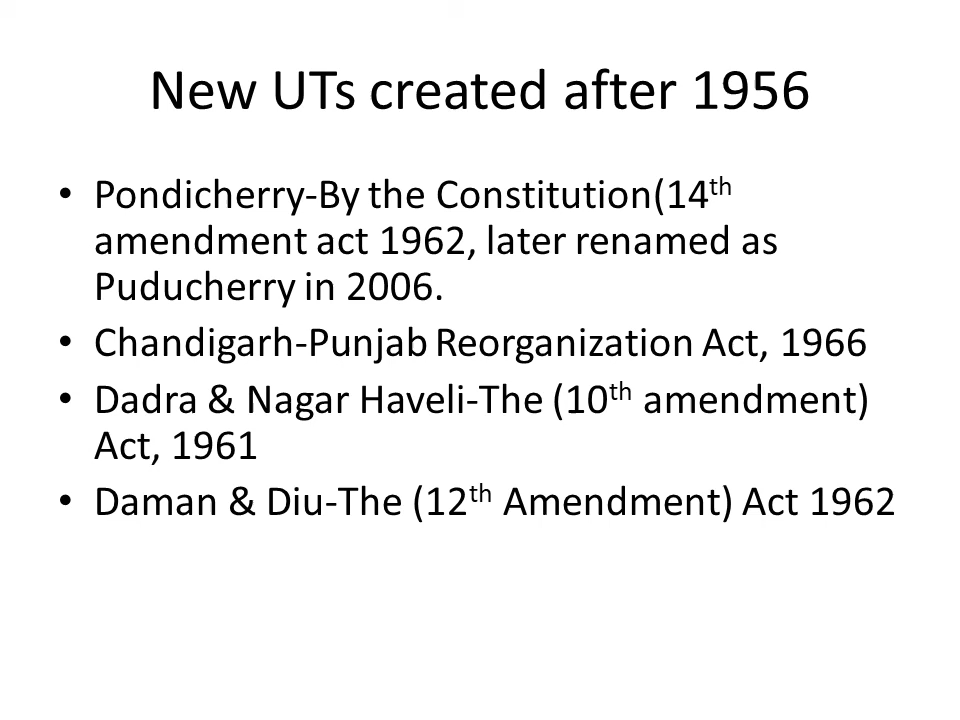 New UTs created after 1956
• Pondicherry-By the Constitution(14th
amendment act 1962, later renamed as
Puducherry in 2006.
• Chandigarh-Punjab Reorganization Act, 1966
• Dadra & Nagar Haveli-The (10th amendment)
Act, 1961
• Daman & Diu-The (12th Amendment) Act 1962